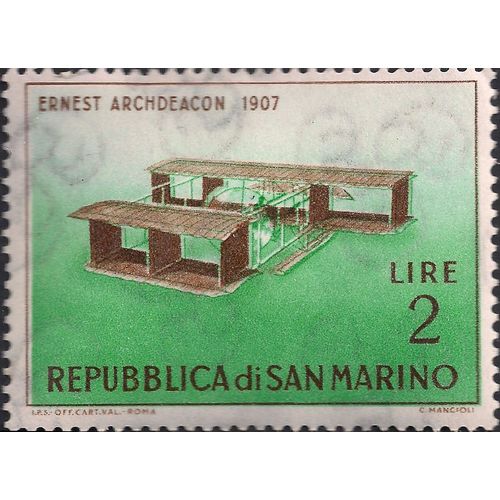 ERNEST ARCHDEACON 1907
LIRE
2
REPUBBLICA di SAN MARINO
I.P.S.-OFF.CART.VAL.-ROMA C. MANCIOLI